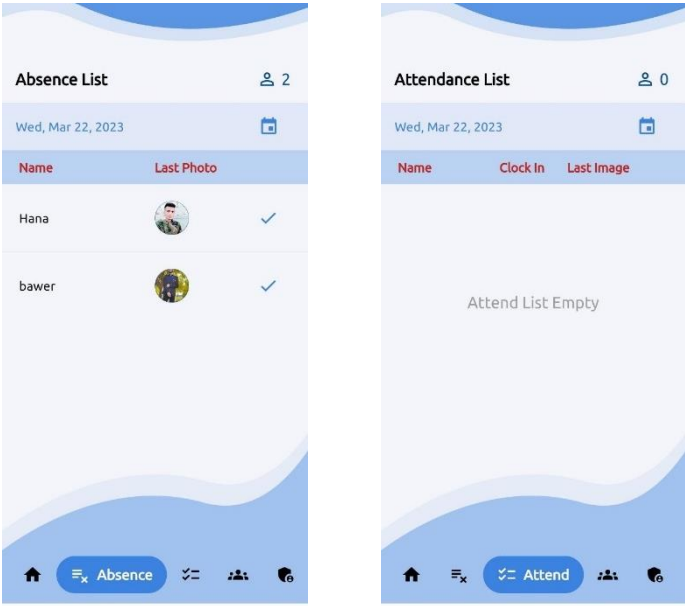 Absence List 2
Wed, Mar 22, 2023
Name Last Photo
Hana
bawer
Absence
Attendance List 0
Wed, Mar 22, 2023
Name Clock In Last Image
Attend List Empty
Attend